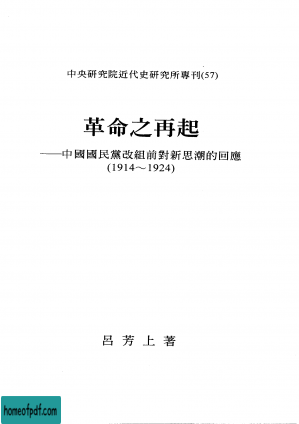 中央研究院近代史研究所專刊(57)
革命之再起
——中國國民黨改組前對新思潮的回應
(1914～1924)
呂芳上著
homeofpdf.com